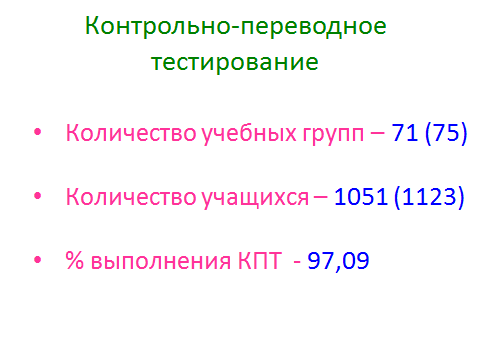 Контрольно-переводное
тестирование
• Количество учебных групп – 71 (75)
• Количество учащихся – 1051 (1123)
• % выполнения КПТ - 97,09